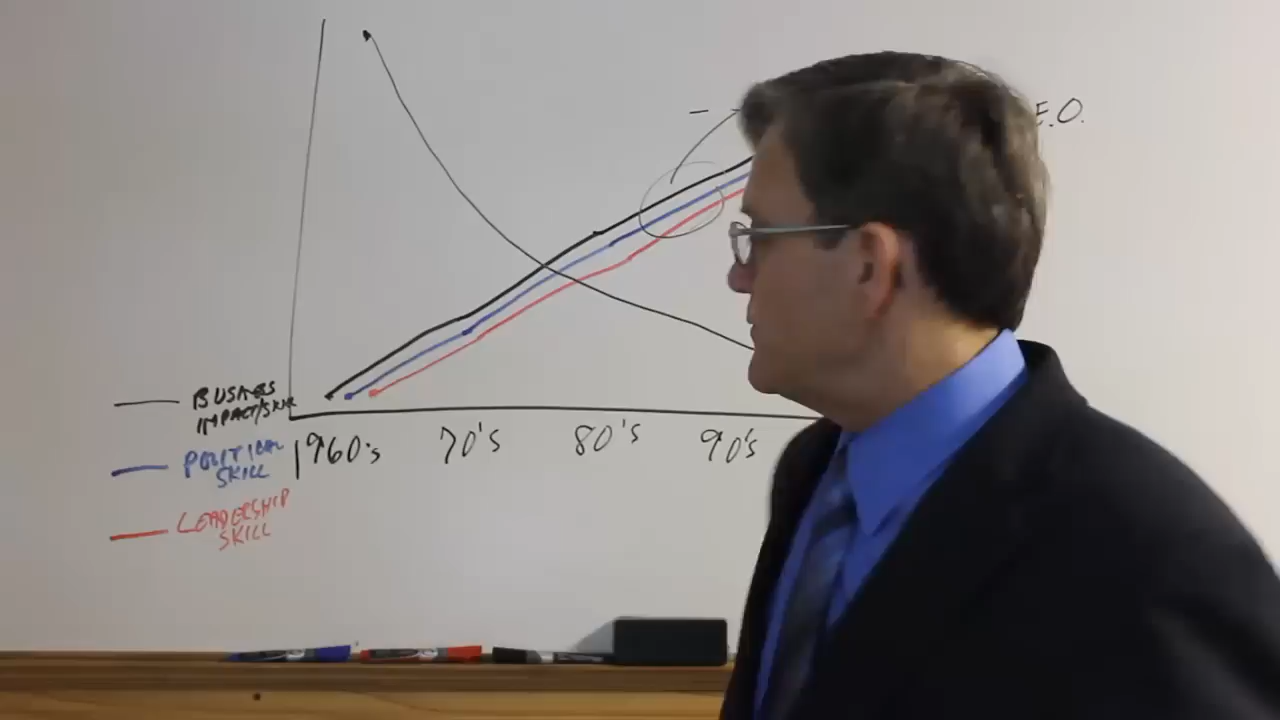 E.O.
BUSINESS
IMPACT/SKILL
POLITICAL
SKILL
LEADERSHIP
SKILL
1960's 70's 80's 90's